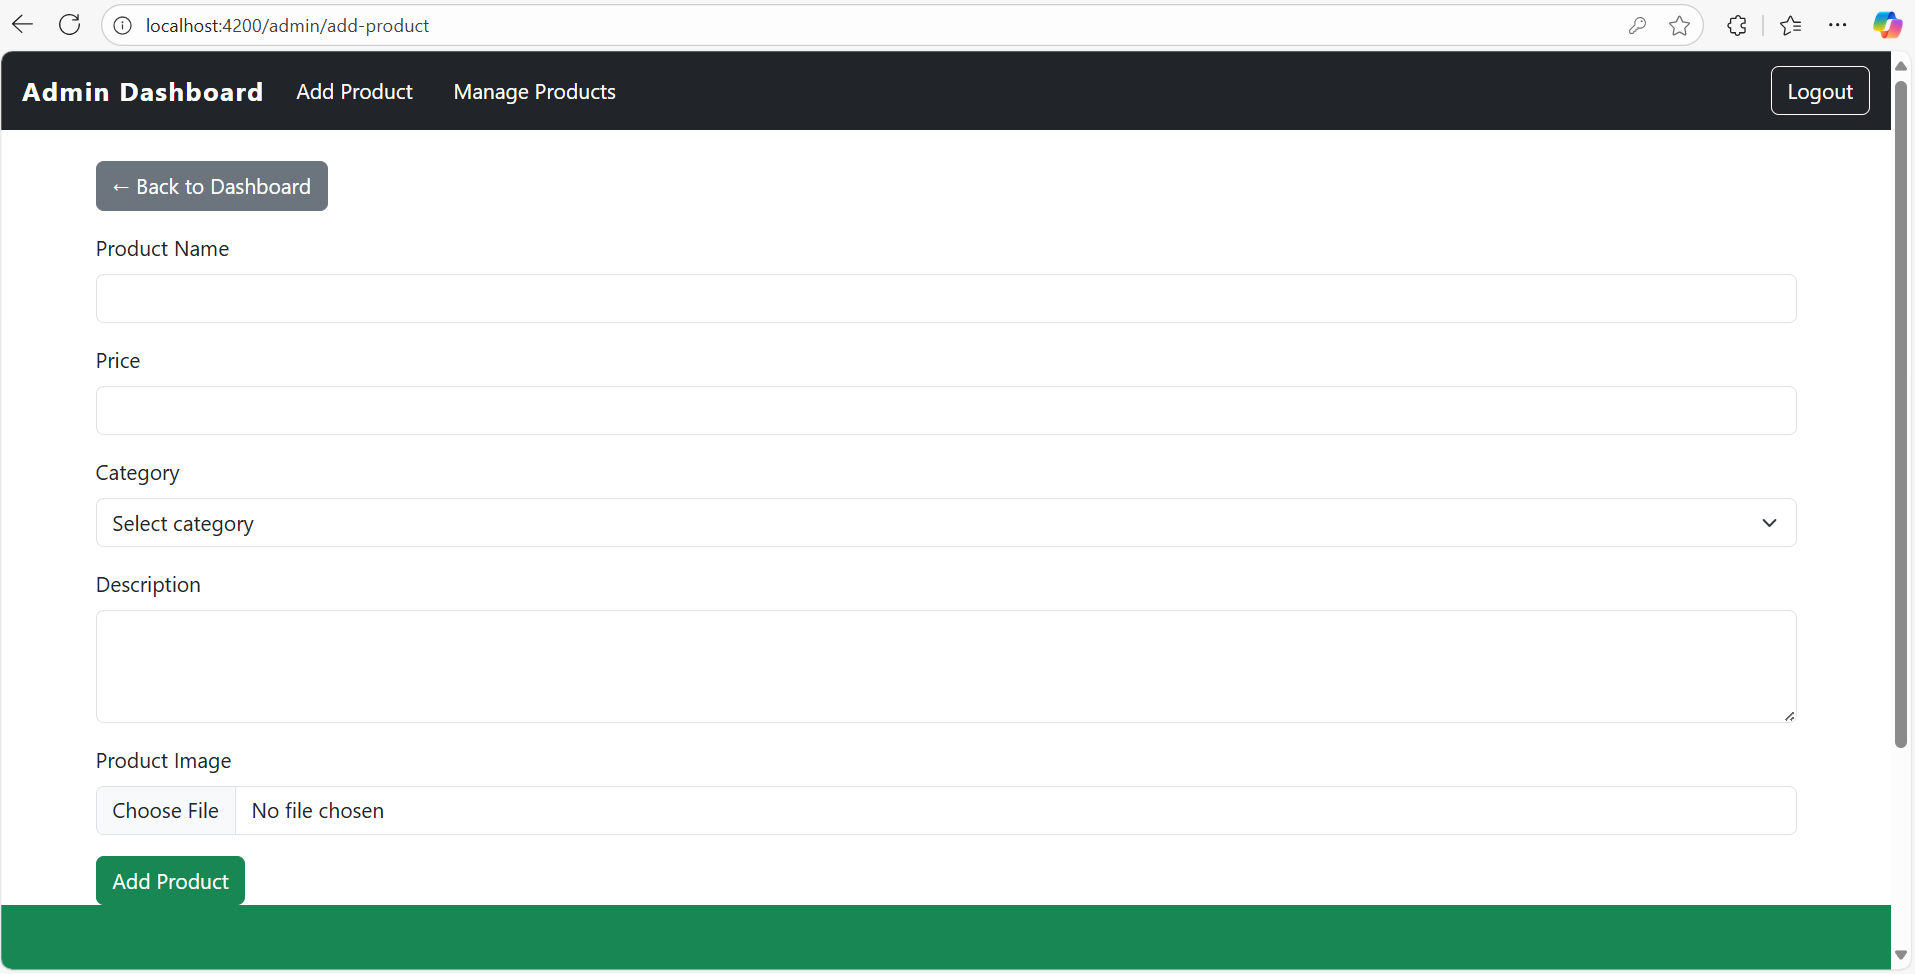 localhost:4200/admin/add-product
Admin Dashboard Add Product Manage Products Logout
← Back to Dashboard
Product Name
Price
Category
Select category
Description
Product Image
Choose File No file chosen
Add Product